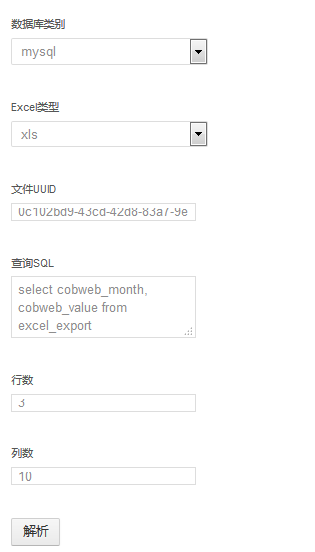 数据库类别
mysql
Excel类型
xls
文件UUID
0c102bd9-43cd-42d8-83a7-9e
查询SQL
select cobweb_month,
cobweb_value from
excel_export
行数
3
列数
10
解析